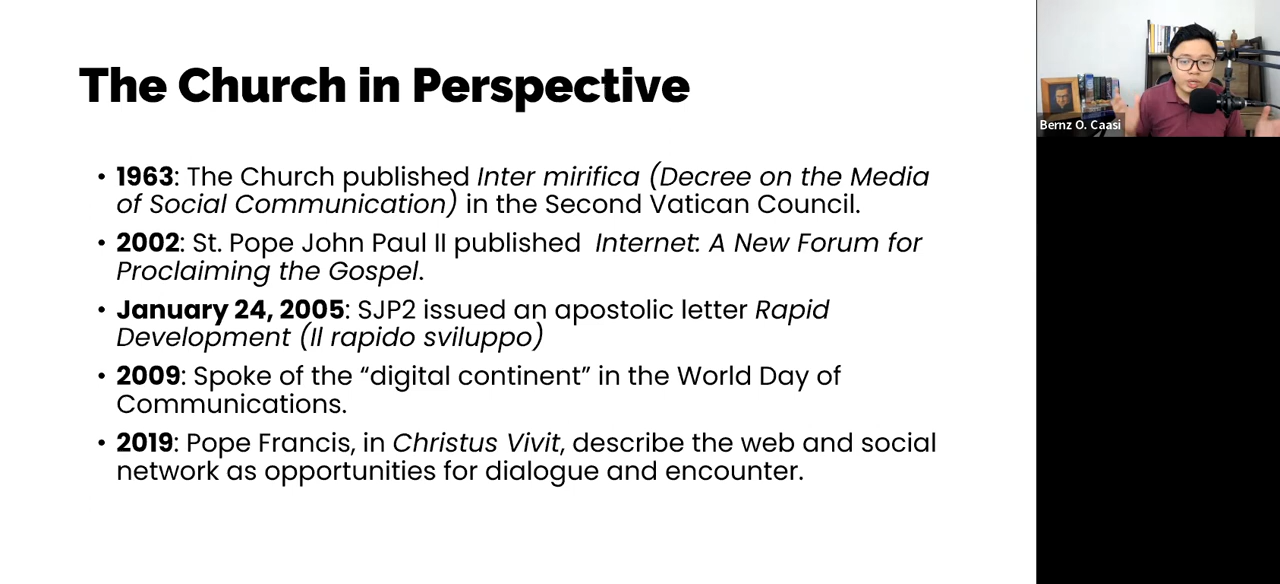 The Church in Perspective
• 1963: The Church published Inter mirifica (Decree on the Media
of Social Communication) in the Second Vatican Council.
• 2002: St. Pope John Paul II published  Internet: A New Forum for
Proclaiming the Gospel.
• January 24, 2005: SJP2 issued an apostolic letter Rapid
Development (Il rapido sviluppo)
• 2009: Spoke of the “digital continent” in the World Day of
Communications.
• 2019: Pope Francis, in Christus Vivit, describe the web and social
network as opportunities for dialogue and encounter.
Bernz O. Caasi